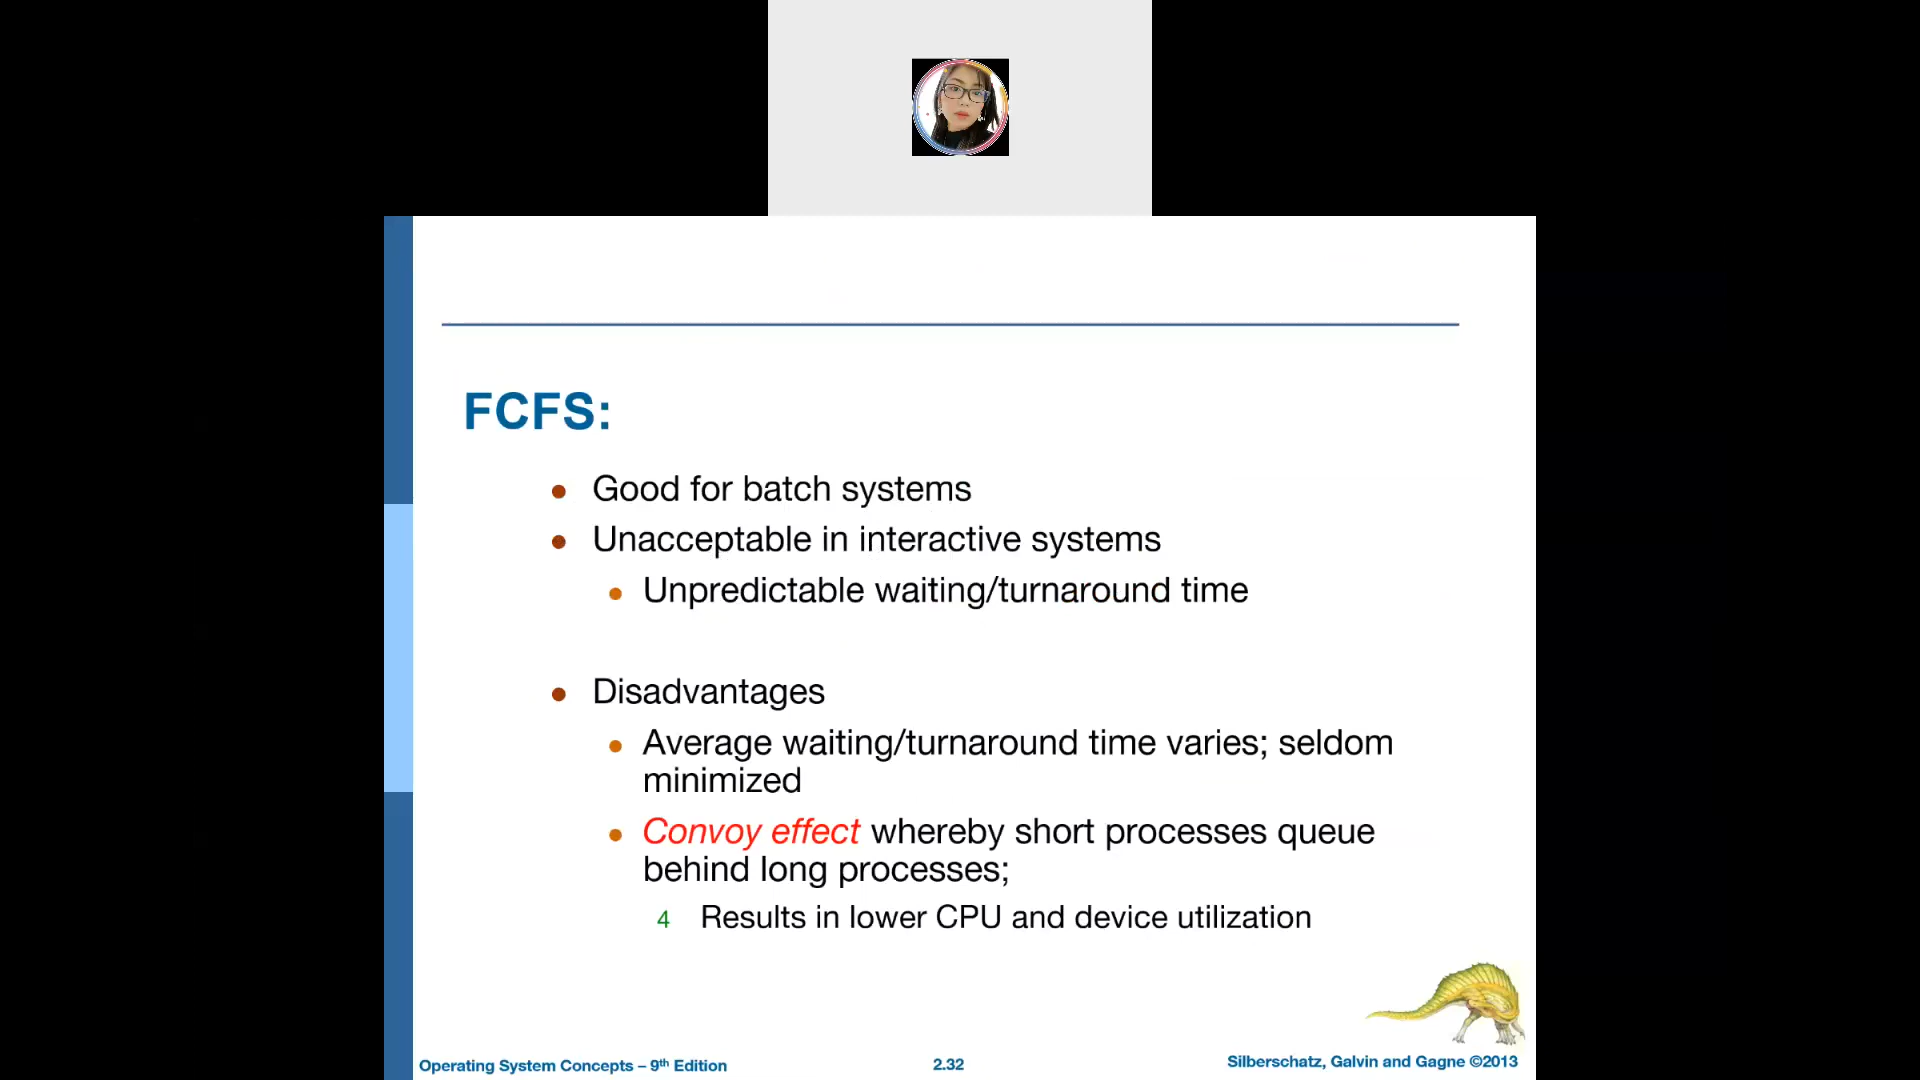 FCFS:
Good for batch systems
Unacceptable in interactive systems
Unpredictable waiting/turnaround time
Disadvantages
Average waiting/turnaround time varies; seldom
minimized
Convoy effect whereby short processes queue
behind long processes;
4 Results in lower CPU and device utilization
Operating System Concepts – 9th Edition
2.32
Silberschatz, Galvin and Gagne ©2013